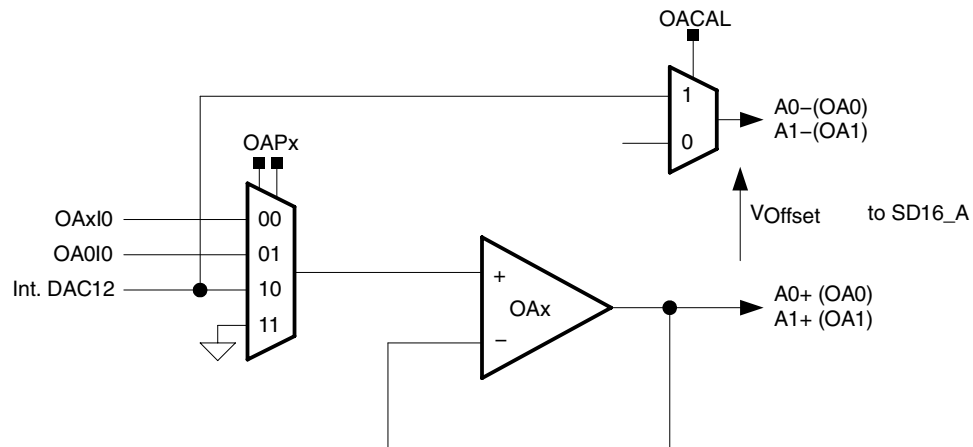 OACAL
1
0
A0−(OA0)
A1−(OA1)
OAPx
OAxI0
00
OA0I0
01
Int. DAC12
10
11
VOffset
to SD16_A
+
OAx
−
A0+ (OA0)
A1+ (OA1)